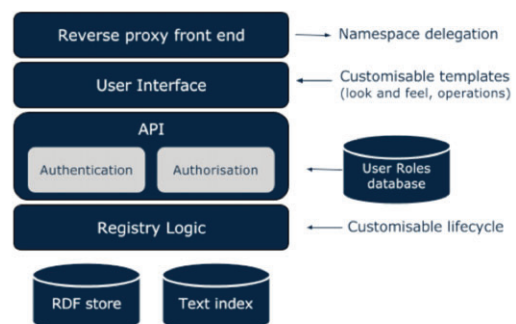 Reverse proxy front end
Namespace delegation
User Interface
Customisable templates
(look and feel, operations)
API
Authentication
Authorisation
User Roles
database
Registry Logic
Customisable lifecycle
RDF store
Text index